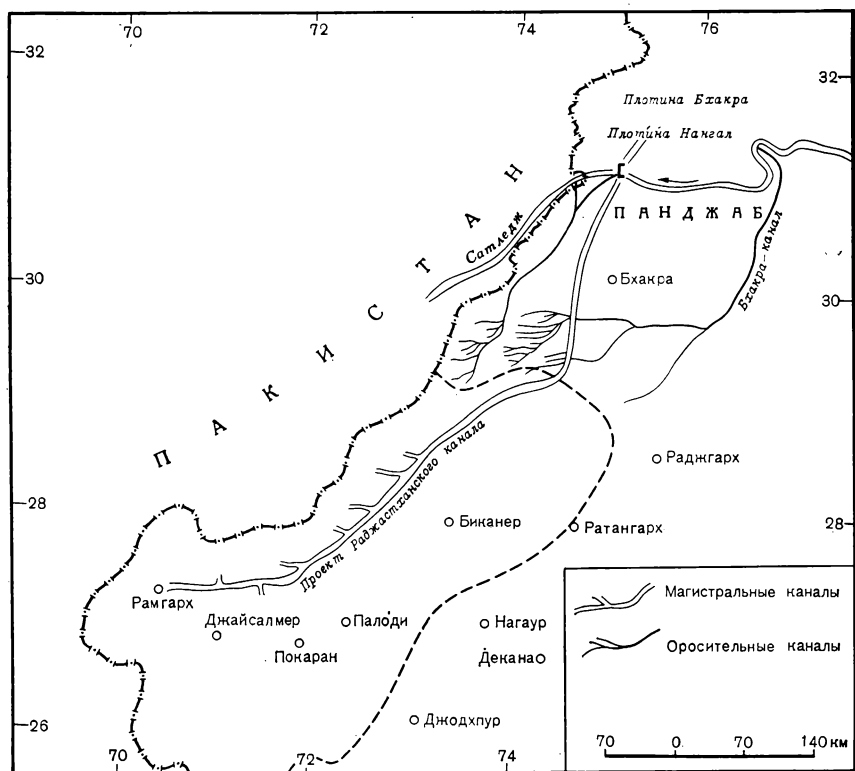 70 72 74 76
32
32
Плотина Бхакра
Плотина Нангал
ПАНДЖАБ
ПАКИСТАН
Сатледж
Бхакра-канал
30
30
Бхакра
Раджгарх
Проект Раджастханского канала
28
28
Биканер
Ратангарх
Рамгарх
Джайсалмер
Палоди
Нагаур
Покаран
Декана
Джодхпур
26
Магистральные каналы
Оросительные каналы
70 0 70 140 км
70 72 74